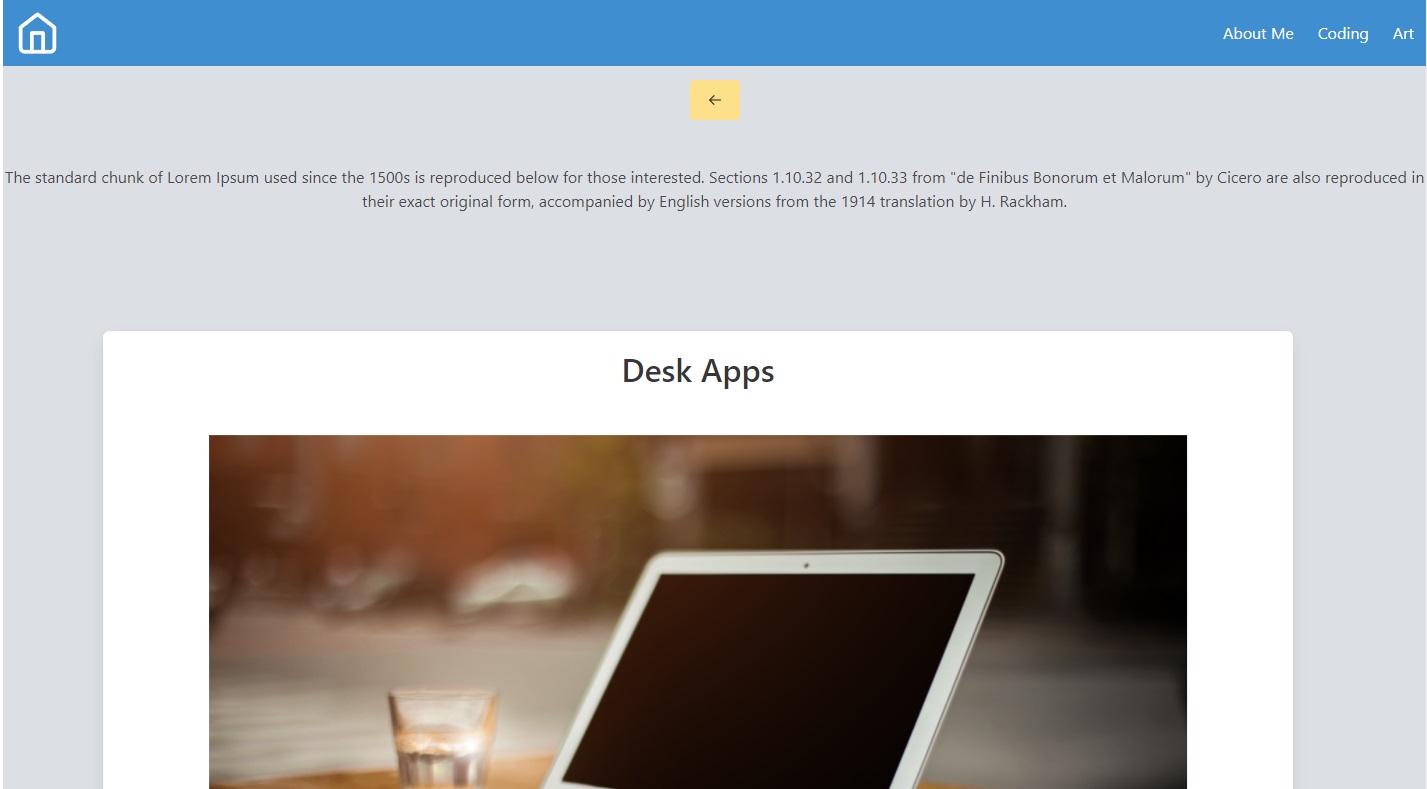 About Me Coding Art
←
The standard chunk of Lorem Ipsum used since the 1500s is reproduced below for those interested. Sections 1.10.32 and 1.10.33 from "de Finibus Bonorum et Malorum" by Cicero are also reproduced in
their exact original form, accompanied by English versions from the 1914 translation by H. Rackham.
Desk Apps